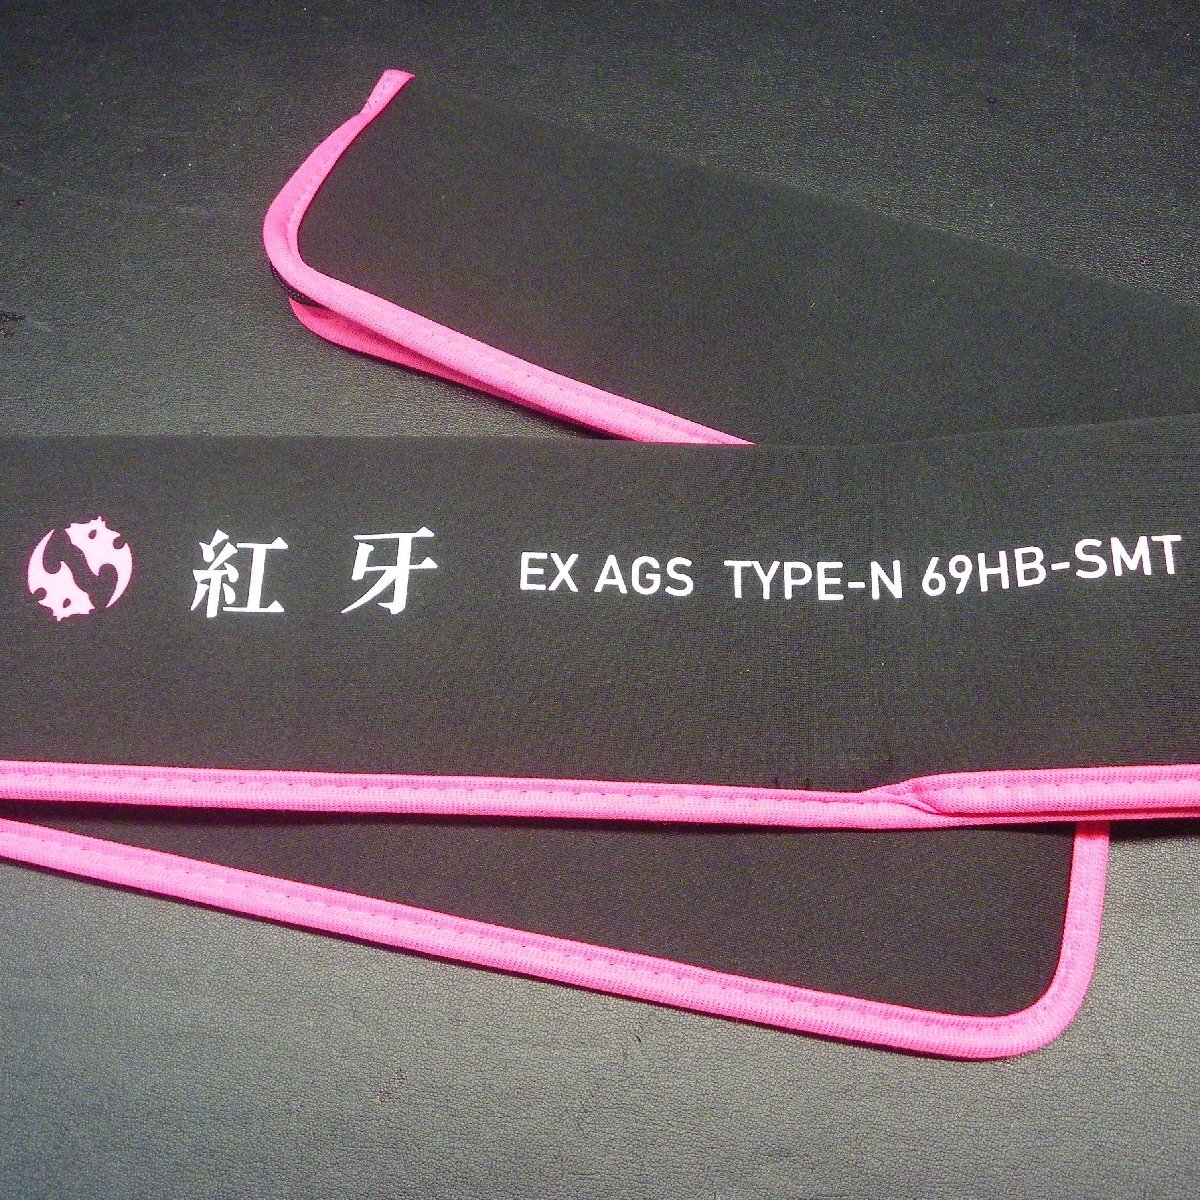 紅牙 EX AGS TYPE-N 69HB-SMT